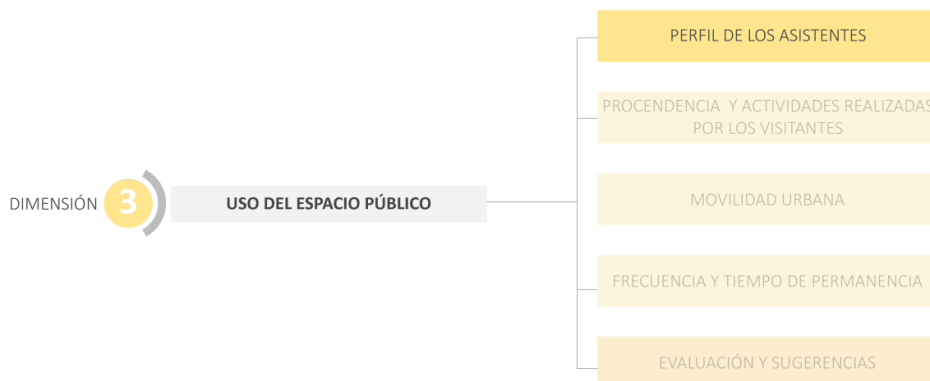 PERFIL DE LOS ASISTENTES
PROCENDENCIA Y ACTIVIDADES REALIZADAS
POR LOS VISITANTES
DIMENSIÓN 3 USO DEL ESPACIO PÚBLICO
MOVILIDAD URBANA
FRECUENCIA Y TIEMPO DE PERMANENCIA
EVALUACIÓN Y SUGERENCIAS